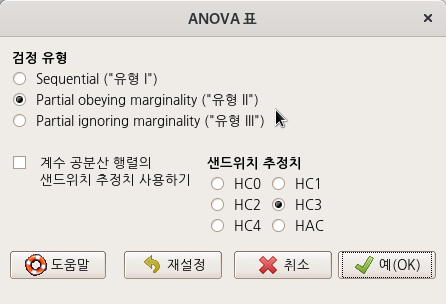 ANOVA 표
검정 유형
Sequential ("유형 I")
Partial obeying marginality ("유형 II")
Partial ignoring marginality ("유형 III")
계수 공분산 행렬의
샌드위치 추정치 사용하기
샌드위치 추정치
HC0 HC1
HC2 HC3
HC4 HAC
도움말 재설정 취소 예(OK)